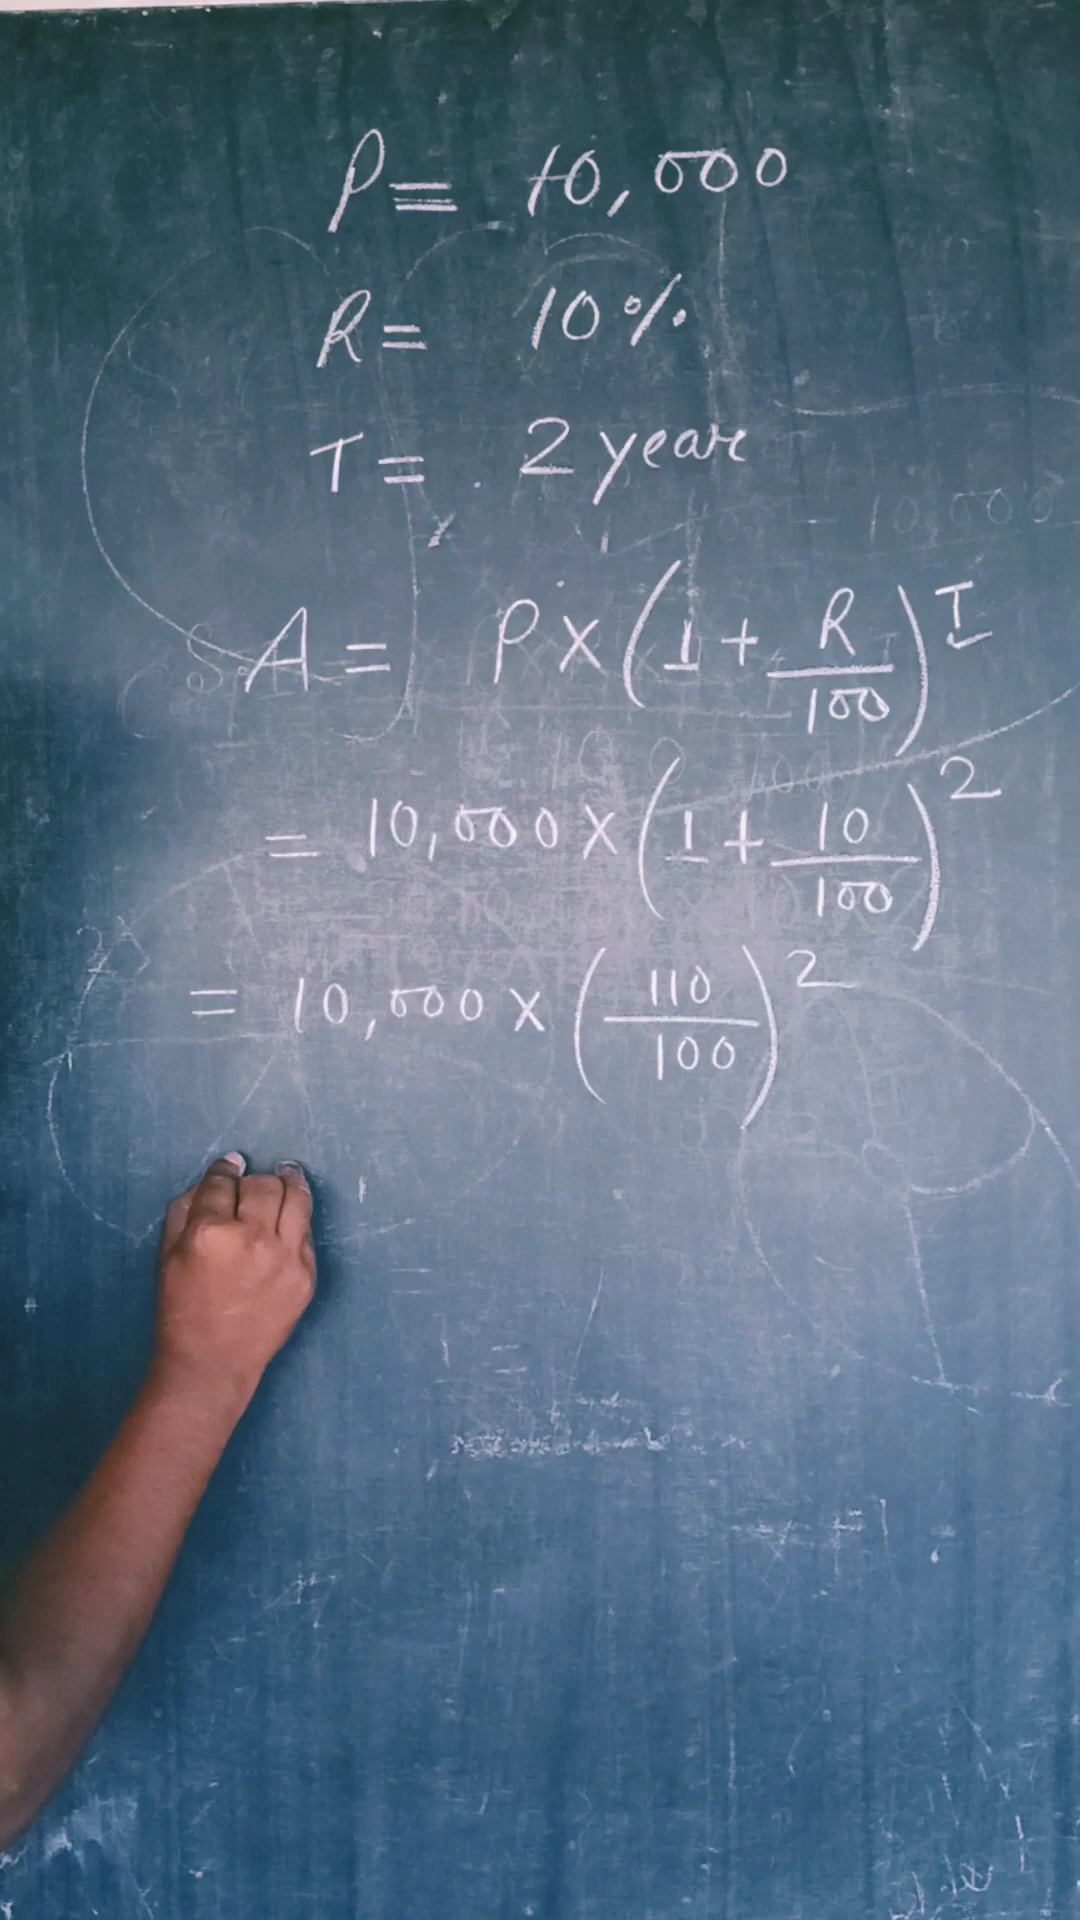 P= 10,000
R= 10%
T= 2 year
A= P×(1+R/100)^T
= 10,000×(1+10/100)^2
= 10,000×(110/100)^2